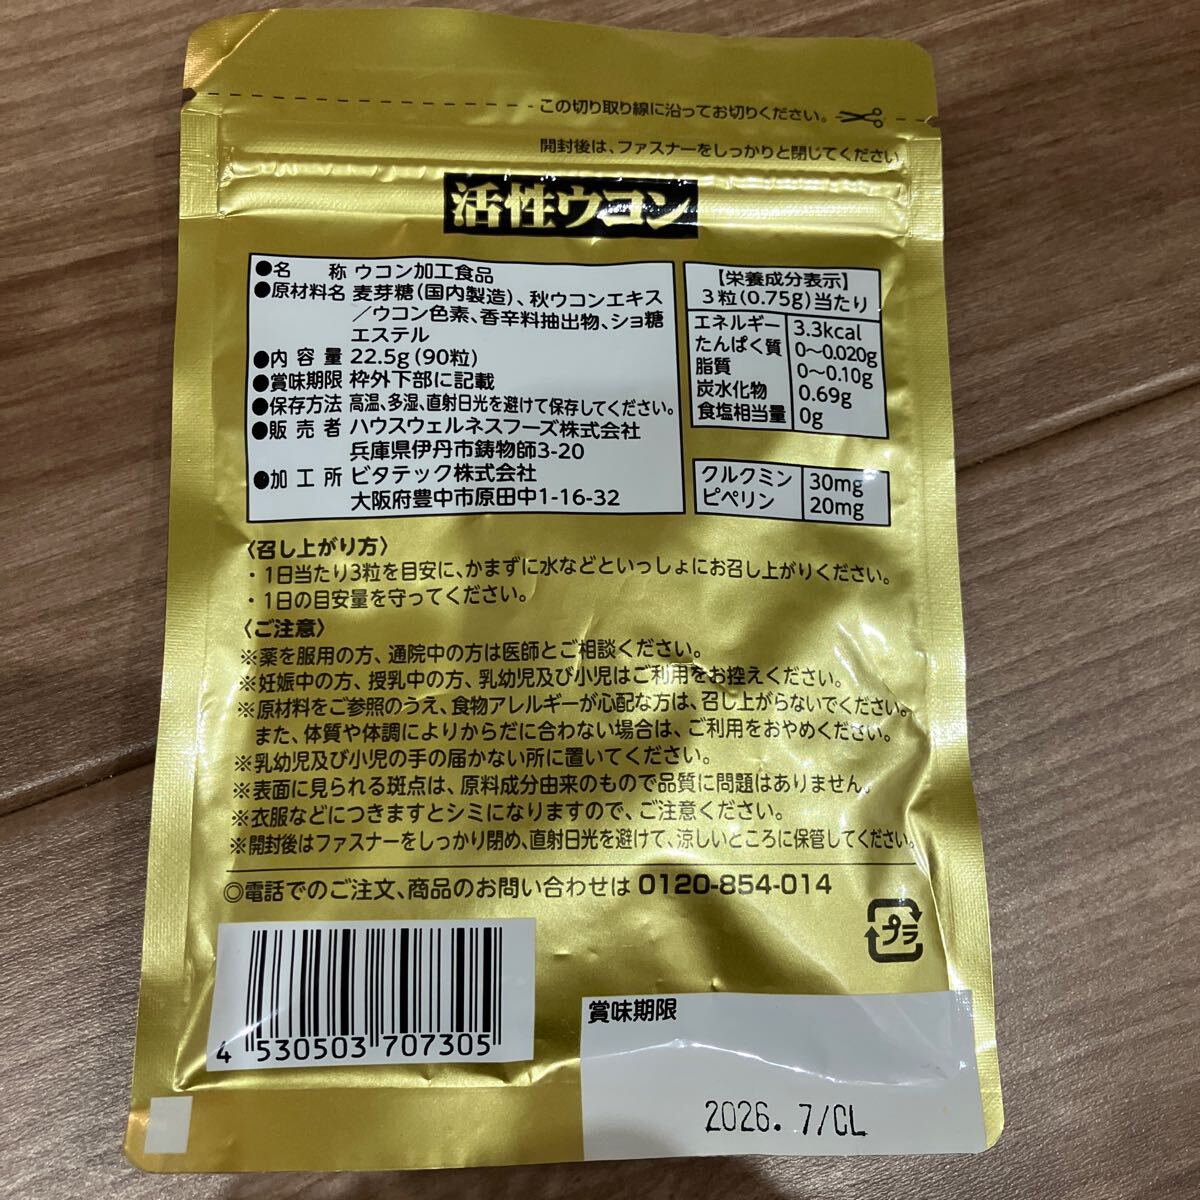 この切り取り線に沿ってお切りください。
開封後は、ファスナーをしっかりと閉じてください。
活性ウコン
●名称 ウコン加工食品
●原材料名 麦芽糖(国内製造)、秋ウコンエキス
/ウコン色素、香辛料抽出物、ショ糖
エステル
●内容量 22.5g(90粒)
●賞味期限 枠外下部に記載
●保存方法 高温、多湿、直射日光を避けて保存してください。
●販売者 ハウスウェルネスフーズ株式会社
兵庫県伊丹市鋳物師3-20
●加工所 ビタテック株式会社
大阪府豊中市原田中1-16-32
【栄養成分表示】
3粒(0.75g)当たり
エネルギー 3.3kcal
たんぱく質 0~0.020g
脂質 0~0.10g
炭水化物 0.69g
食塩相当量 0g
クルクミン 30mg
ピペリン 20mg
〈召し上がり方〉
・1日当たり3粒を目安に、かまずに水などといっしょにお召し上がりください。
・1日の目安量を守ってください。
〈ご注意〉
※薬を服用の方、通院中の方は医師とご相談ください。
※妊娠中の方、授乳中の方、乳幼児及び小児はご利用をお控えください。
※原材料をご参照のうえ、食物アレルギーが心配な方は、召し上がらないでください。
また、体質や体調によりからだに合わない場合は、ご利用をおやめください。
※乳幼児及び小児の手の届かない所に置いてください。
※表面に見られる斑点は、原料成分由来のもので品質に問題はありません。
※衣服などにつきますとシミになりますので、ご注意ください。
※開封後はファスナーをしっかり閉め、直射日光を避けて、涼しいところに保管してください。
◎電話でのご注文、商品のお問い合わせは 0120-854-014
プラ
4 530503 707305
賞味期限
2026. 7/CL